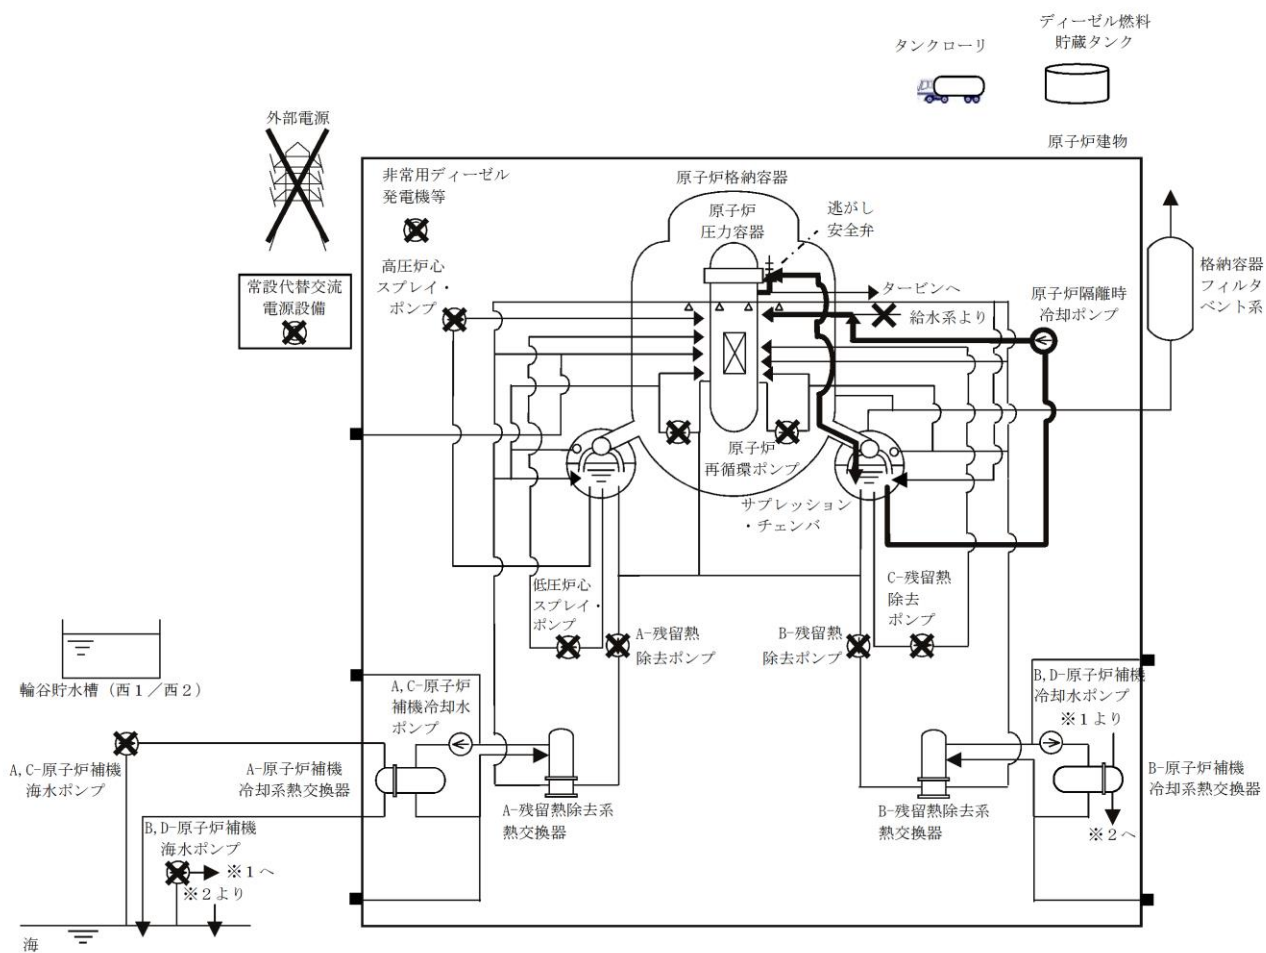 ディーゼル燃料
貯蔵タンク
タンクローリ
外部電源
原子炉建物
非常用ディーゼル
発電機等
原子炉格納容器
原子炉
圧力容器
逃がし
安全弁
高圧炉心
スプレイ・
ポンプ
常設代替交流
電源設備
タービンへ
給水系より
原子炉隔離時
冷却ポンプ
格納容器
フィルタ
ベント系
原子炉
再循環ポンプ
サプレッション
・チェンバ
低圧炉心
スプレイ・
ポンプ
A-残留熱
除去ポンプ
B-残留熱
除去ポンプ
C-残留熱
除去
ポンプ
輪谷貯水槽(西1/西2)
A,C-原子炉
補機冷却水
ポンプ
B,D-原子炉補機
冷却水ポンプ
※1より
A,C-原子炉補機
海水ポンプ
A-原子炉補機
冷却系熱交換器
A-残留熱除去系
熱交換器
B-残留熱除去系
熱交換器
B-原子炉補機
冷却系熱交換器
※2へ
B,D-原子炉補機
海水ポンプ
※1へ
※2より
海